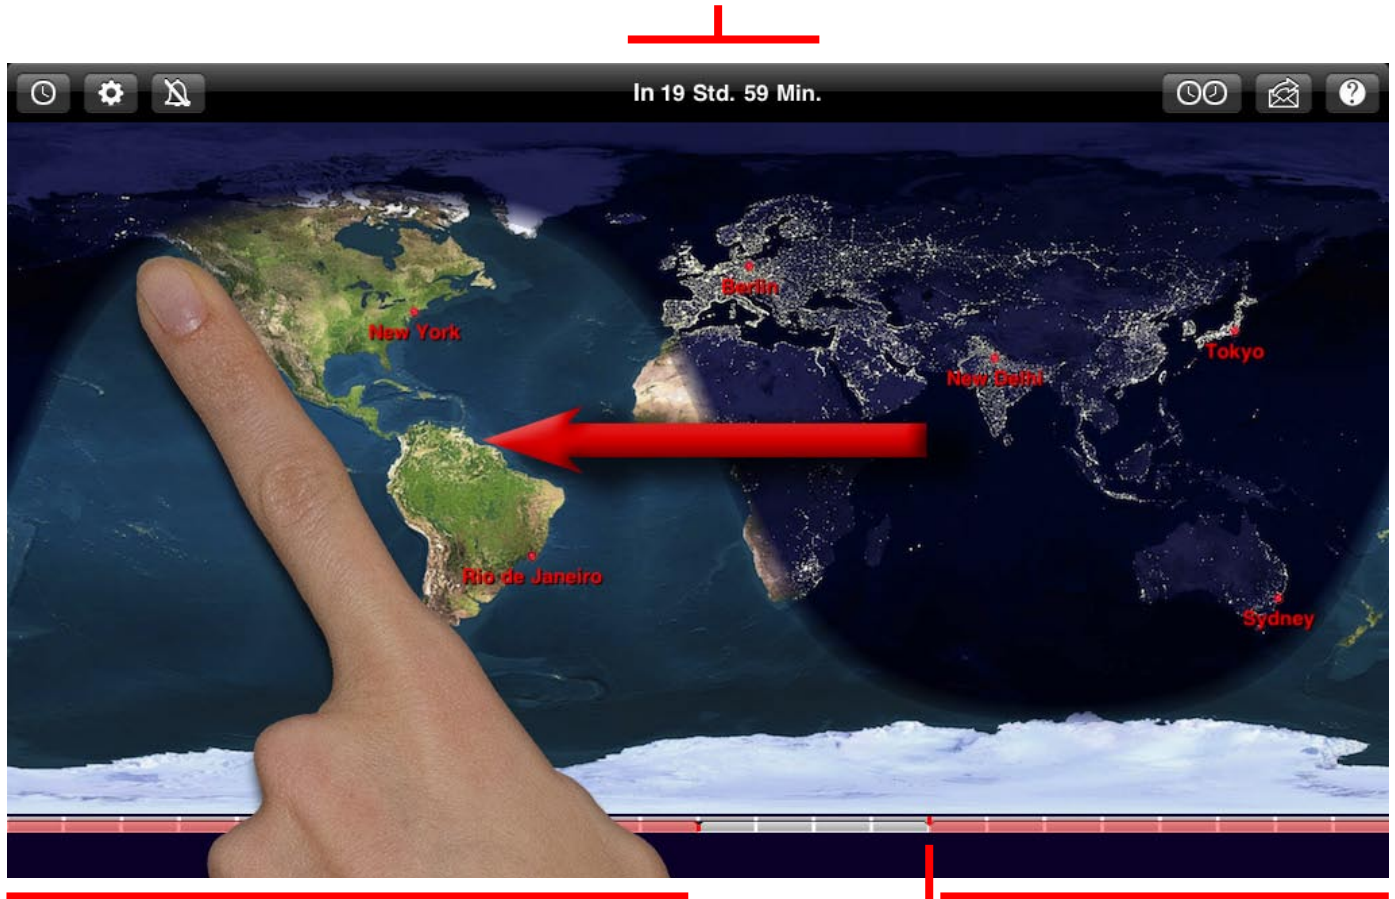 In 19 Std. 59 Min.
Berlin
New York
Tokyo
New Delhi
Rio de Janeiro
Sydney